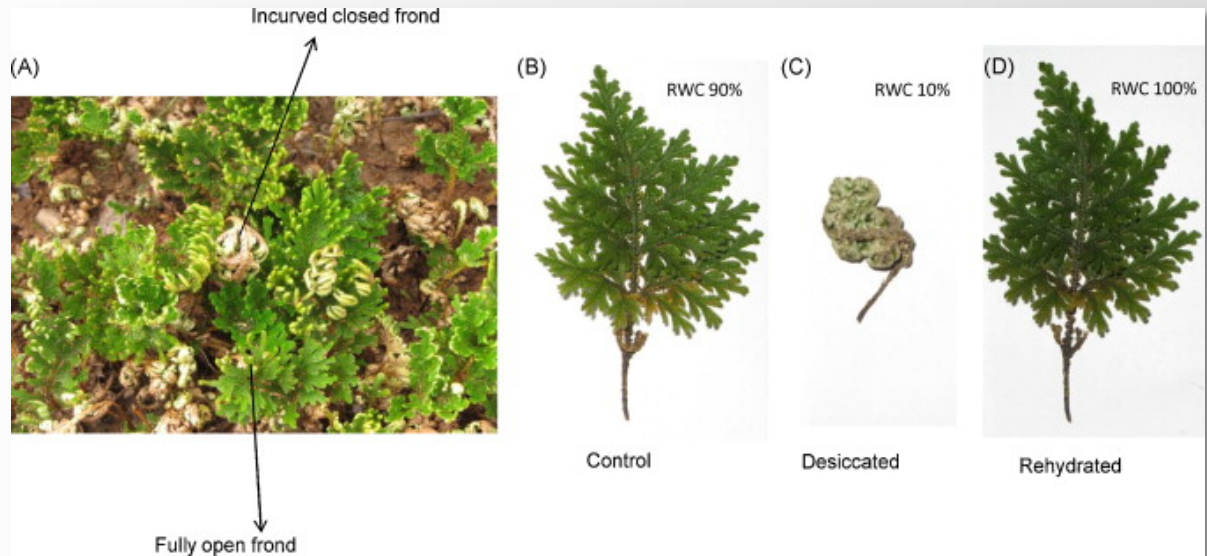 Incurved closed frond
(A)
(B)
RWC 90%
(C)
RWC 10%
(D)
RWC 100%
Control
Desiccated
Rehydrated
Fully open frond